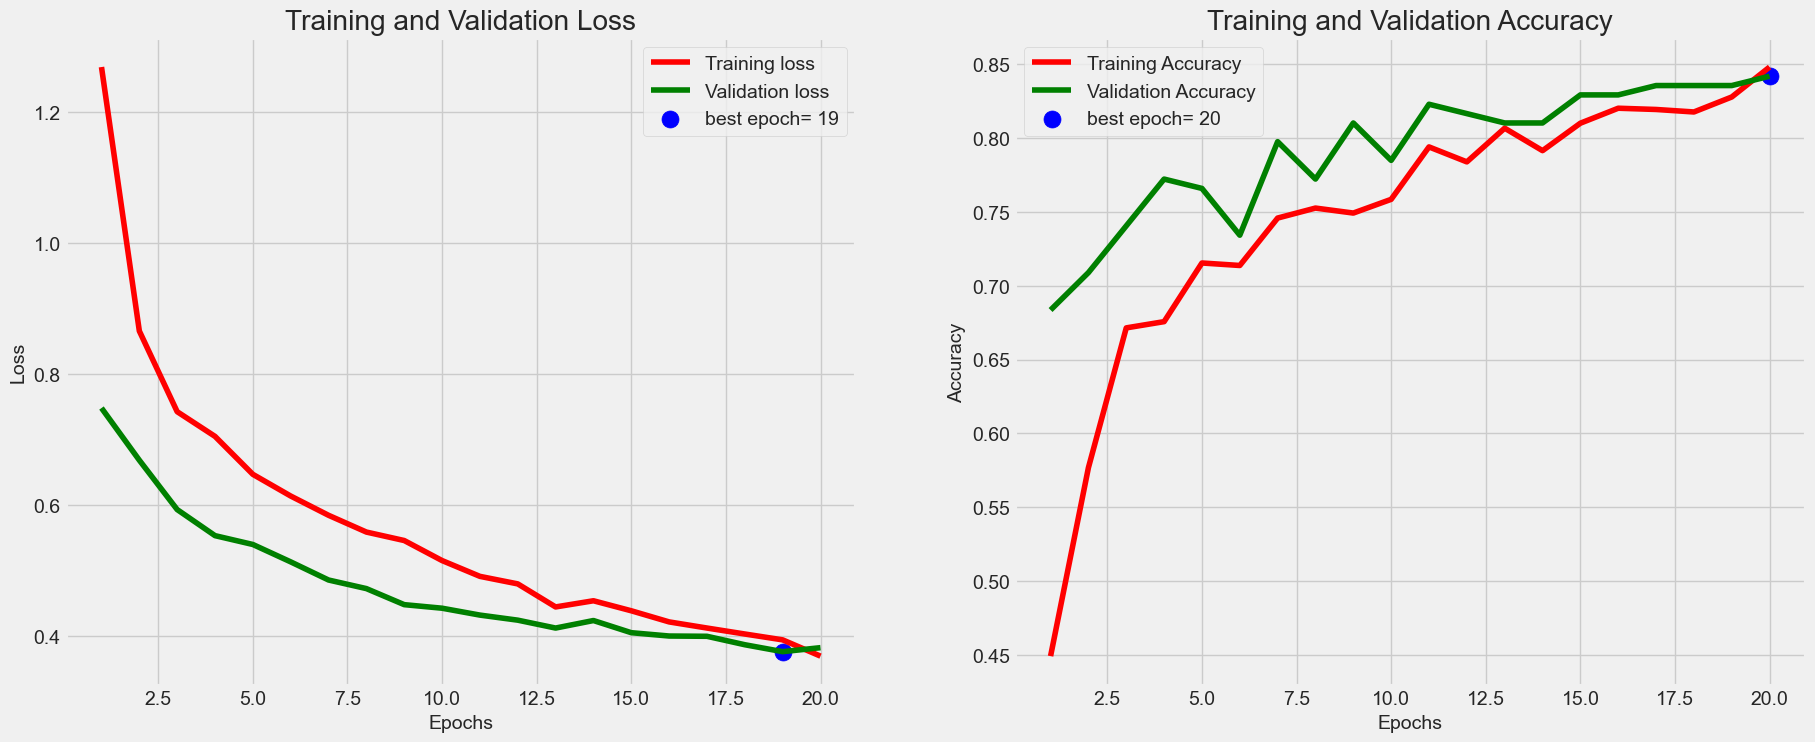 Training and Validation Loss
Training loss
Validation loss
best epoch= 19
1.2
1.0
0.8
0.6
0.4
Loss
2.5 5.0 7.5 10.0 12.5 15.0 17.5 20.0
Epochs
Training and Validation Accuracy
Training Accuracy
Validation Accuracy
best epoch= 20
0.85
0.80
0.75
0.70
0.65
0.60
0.55
0.50
0.45
Accuracy
2.5 5.0 7.5 10.0 12.5 15.0 17.5 20.0
Epochs